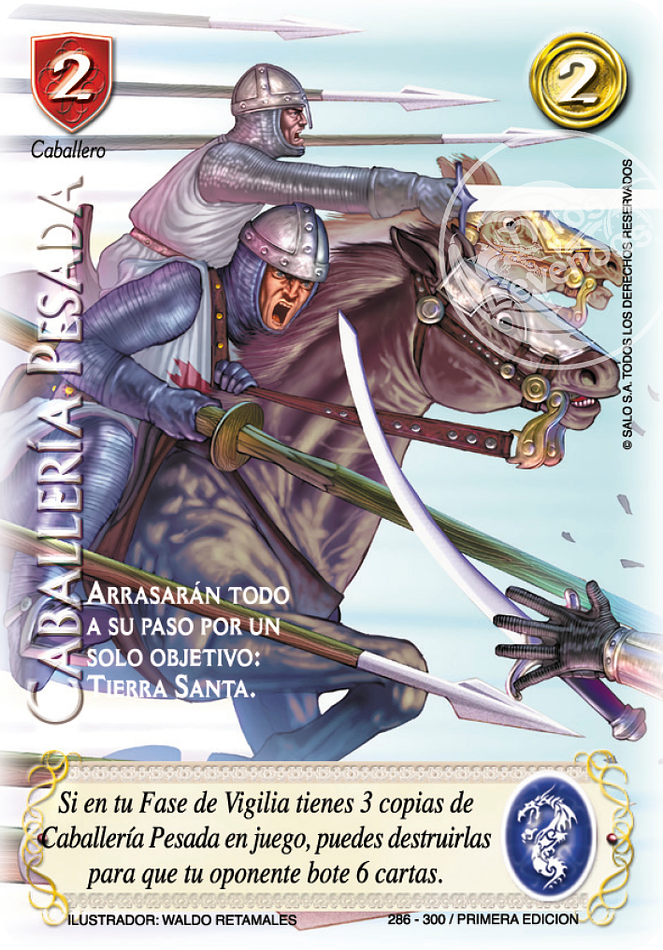 2
2
Caballero
CABALLERÍA PESADA
© SALO S.A. TODOS LOS DERECHOS RESERVADOS
ARRASARÁN TODO
A SU PASO POR UN
SOLO OBJETIVO:
TIERRA SANTA.
Si en tu Fase de Vigilia tienes 3 copias de
Caballería Pesada en juego, puedes destruirlas
para que tu oponente bote 6 cartas.
ILUSTRADOR: WALDO RETAMALES
286 - 300 / PRIMERA EDICION